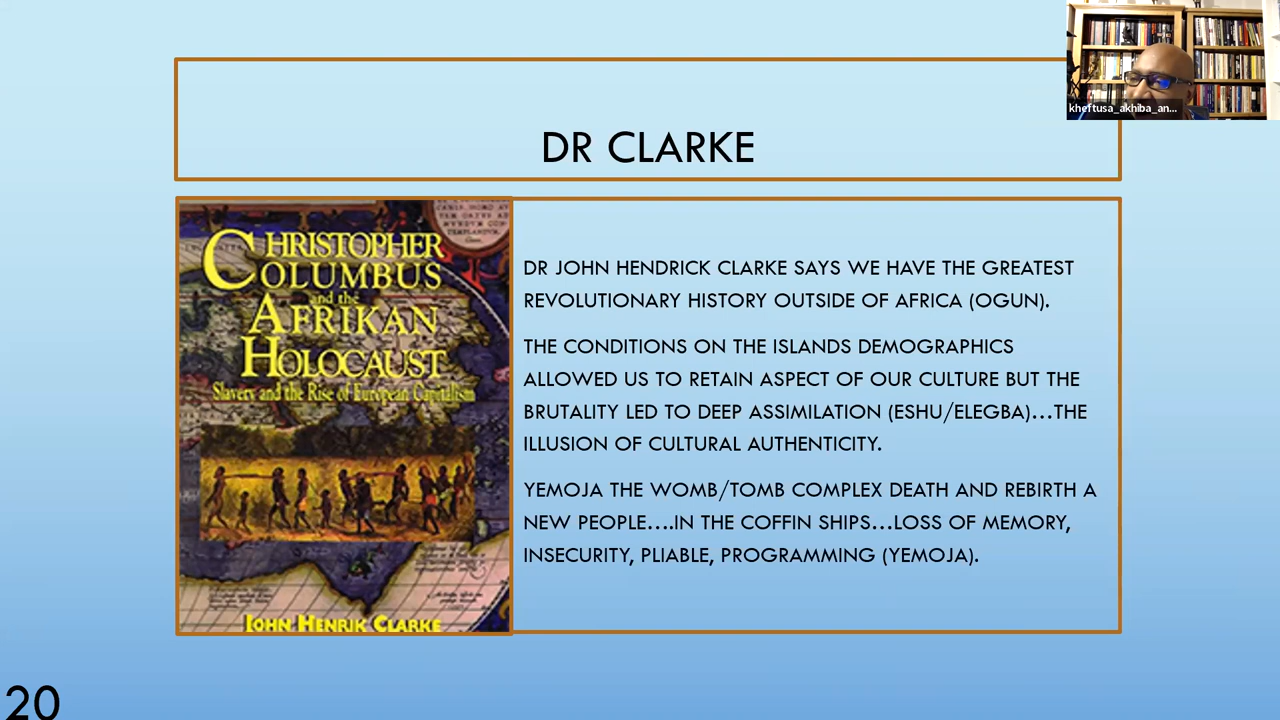 kheftusa_akhiba_an...
DR CLARKE
CHRISTOPHER
COLUMBUS
and the
AFRIKAN
HOLOCAUST
Slavery and the Rise of European Capitalism
JOHN HENRIK CLARKE
DR JOHN HENDRICK CLARKE SAYS WE HAVE THE GREATEST
REVOLUTIONARY HISTORY OUTSIDE OF AFRICA (OGUN).
THE CONDITIONS ON THE ISLANDS DEMOGRAPHICS
ALLOWED US TO RETAIN ASPECT OF OUR CULTURE BUT THE
BRUTALITY LED TO DEEP ASSIMILATION (ESHU/ELEGBA)...THE
ILLUSION OF CULTURAL AUTHENTICITY.
YEMOJA THE WOMB/TOMB COMPLEX DEATH AND REBIRTH A
NEW PEOPLE....IN THE COFFIN SHIPS...LOSS OF MEMORY,
INSECURITY, PLIABLE, PROGRAMMING (YEMOJA).
20